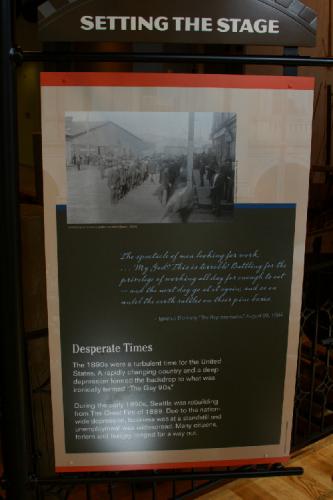 SETTING THE STAGE
The spectacle of men looking for work
... "My God! This is terrible! Battling for the
privilege of working all day for enough to eat
– and the next day go at it again, and so on
until the earth rattles on their pine boxes.
Desperate Times
The 1890s were a turbulent time for the United
States. A rapidly changing country and a deep
depression formed the backdrop to what was
ironically termed "The Gay 90s"
During the early 1890s, Seattle was rebuilding
from The Great Fire of 1889. Due to the nation-
wide depression, business was at a standstill and
unemployment was widespread. Many citizens,
forlorn and hungry, longed for a way out.